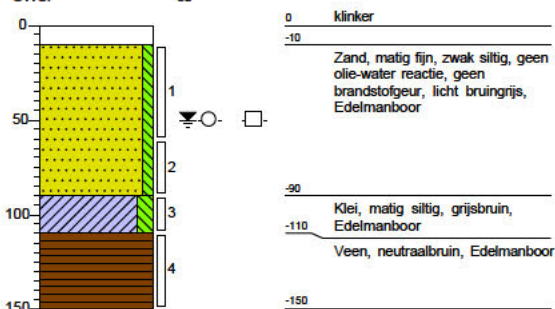 0
50
100
150
1
2
3
4
0 klinker
-10
Zand, matig fijn, zwak siltig, geen
olie-water reactie, geen
brandstofgeur, licht bruingrijs,
Edelmanboor
-90
Klei, matig siltig, grijsbruin,
-110 Edelmanboor
Veen, neutraalbruin, Edelmanboor
-150